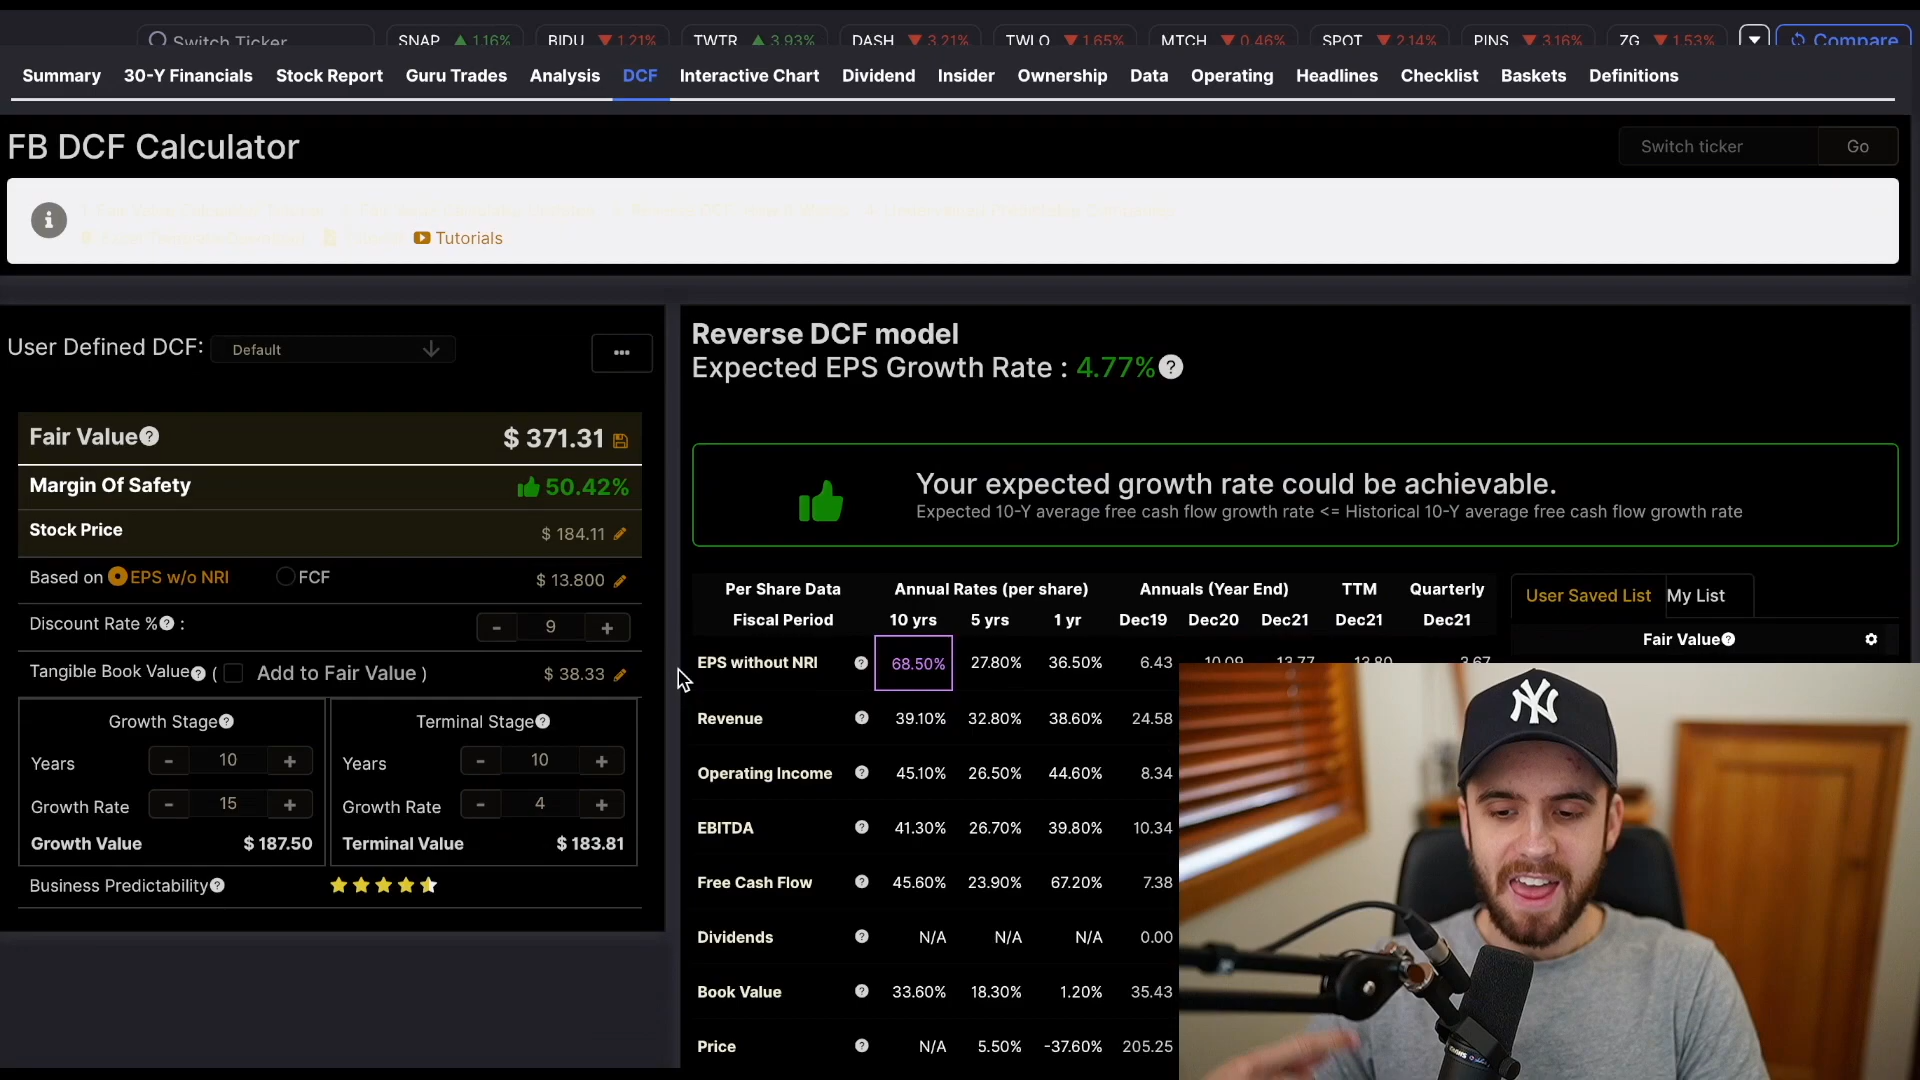 Switch Ticker SNAP 1.16% BIDU 1.21% TWTR 3.93% DASH 3.21% TWLO 1.65% MTCH 0.46% SPOT 2.14% PINS 3.16% ZG 1.53% Compare
Summary 30-Y Financials Stock Report Guru Trades Analysis DCF Interactive Chart Dividend Insider Ownership Data Operating Headlines Checklist Baskets Definitions
FB DCF Calculator
Switch ticker Go
Tutorials
User Defined DCF: Default ...
Fair Value $ 371.31
Margin Of Safety 50.42%
Stock Price $ 184.11
Based on EPS w/o NRI FCF $ 13.800
Discount Rate % : - 9 +
Tangible Book Value ( Add to Fair Value ) $ 38.33
Growth Stage
Years - 10 +
Growth Rate - 15 +
Growth Value $ 187.50
Terminal Stage
Years - 10 +
Growth Rate - 4 +
Terminal Value $ 183.81
Business Predictability
Reverse DCF model
Expected EPS Growth Rate : 4.77%
Your expected growth rate could be achievable.
Expected 10-Y average free cash flow growth rate <= Historical 10-Y average free cash flow growth rate
Per Share Data Annual Rates (per share) Annuals (Year End) TTM Quarterly
Fiscal Period 10 yrs 5 yrs 1 yr Dec19 Dec20 Dec21 Dec21 Dec21
EPS without NRI 68.50% 27.80% 36.50% 6.43 10.09 13.77 13.80 3.67
Revenue 39.10% 32.80% 38.60% 24.58
Operating Income 45.10% 26.50% 44.60% 8.34
EBITDA 41.30% 26.70% 39.80% 10.34
Free Cash Flow 45.60% 23.90% 67.20% 7.38
Dividends N/A N/A N/A 0.00
Book Value 33.60% 18.30% 1.20% 35.43
Price N/A 5.50% -37.60% 205.25
User Saved List My List
Fair Value
NY